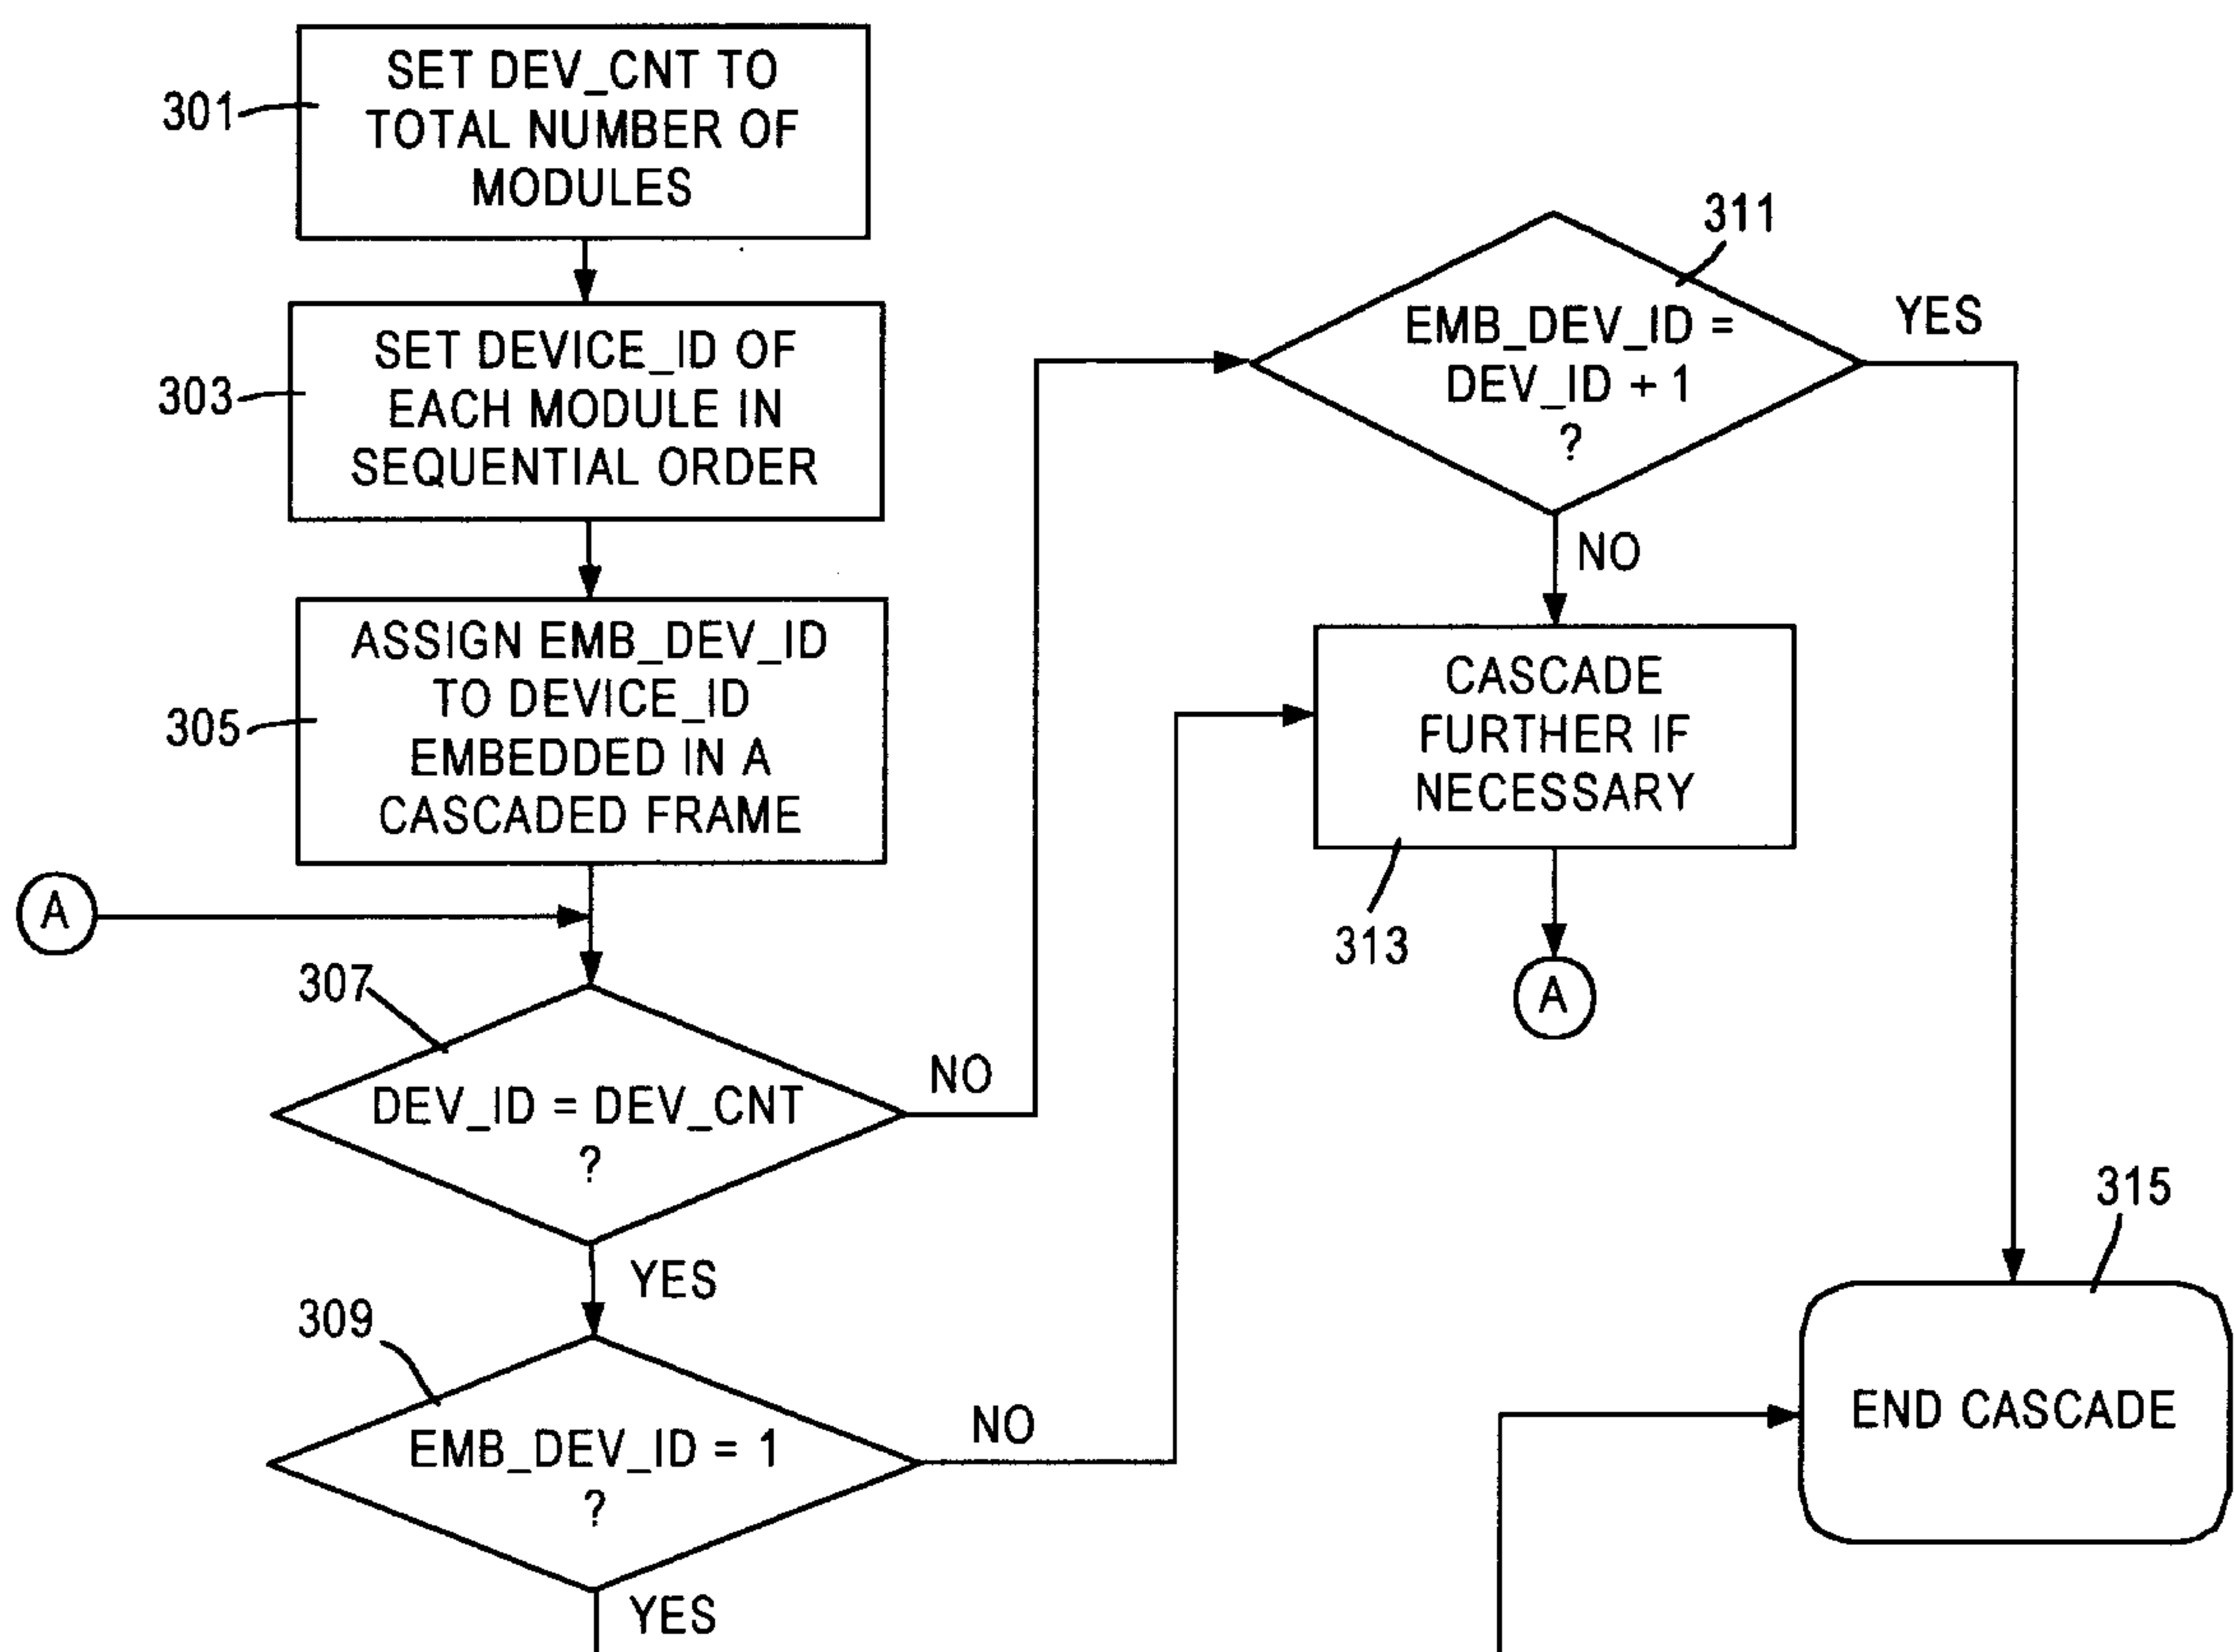 301
SET DEV_CNT TO
TOTAL NUMBER OF
MODULES
303
SET DEVICE_ID OF
EACH MODULE IN
SEQUENTIAL ORDER
305
ASSIGN EMB_DEV_ID
TO DEVICE_ID
EMBEDDED IN A
CASCADED FRAME
A
307
DEV_ID = DEV_CNT
?
NO
YES
309
EMB_DEV_ID = 1
?
NO
YES
311
EMB_DEV_ID =
DEV_ID + 1
?
YES
NO
CASCADE
FURTHER IF
NECESSARY
313
A
315
END CASCADE